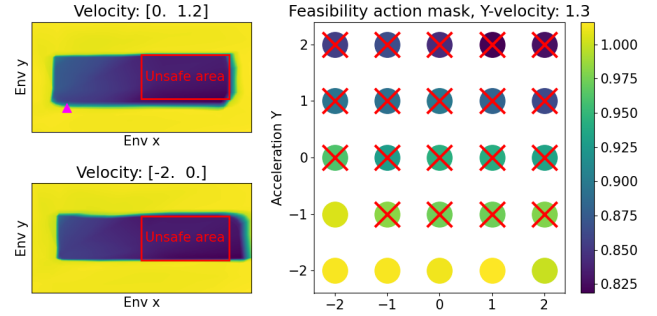 Velocity: [0. 1.2]
Env y
Unsafe area
Env x
Velocity: [-2. 0.]
Env y
Unsafe area
Env x
Feasibility action mask, Y-velocity: 1.3
Acceleration Y
2
1
0
−1
−2
−2 −1 0 1 2
1.000
0.975
0.950
0.925
0.900
0.875
0.850
0.825